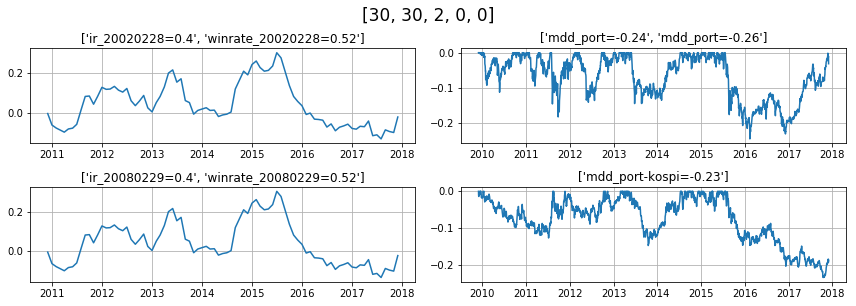 [30, 30, 2, 0, 0]
['ir_20020228=0.4', 'winrate_20020228=0.52']
0.2
0.0
2011 2012 2013 2014 2015 2016 2017 2018
['mdd_port=-0.24', 'mdd_port=-0.26']
0.0
−0.1
−0.2
2010 2011 2012 2013 2014 2015 2016 2017 2018
['ir_20080229=0.4', 'winrate_20080229=0.52']
0.2
0.0
2011 2012 2013 2014 2015 2016 2017 2018
['mdd_port-kospi=-0.23']
0.0
−0.1
−0.2
2010 2011 2012 2013 2014 2015 2016 2017 2018